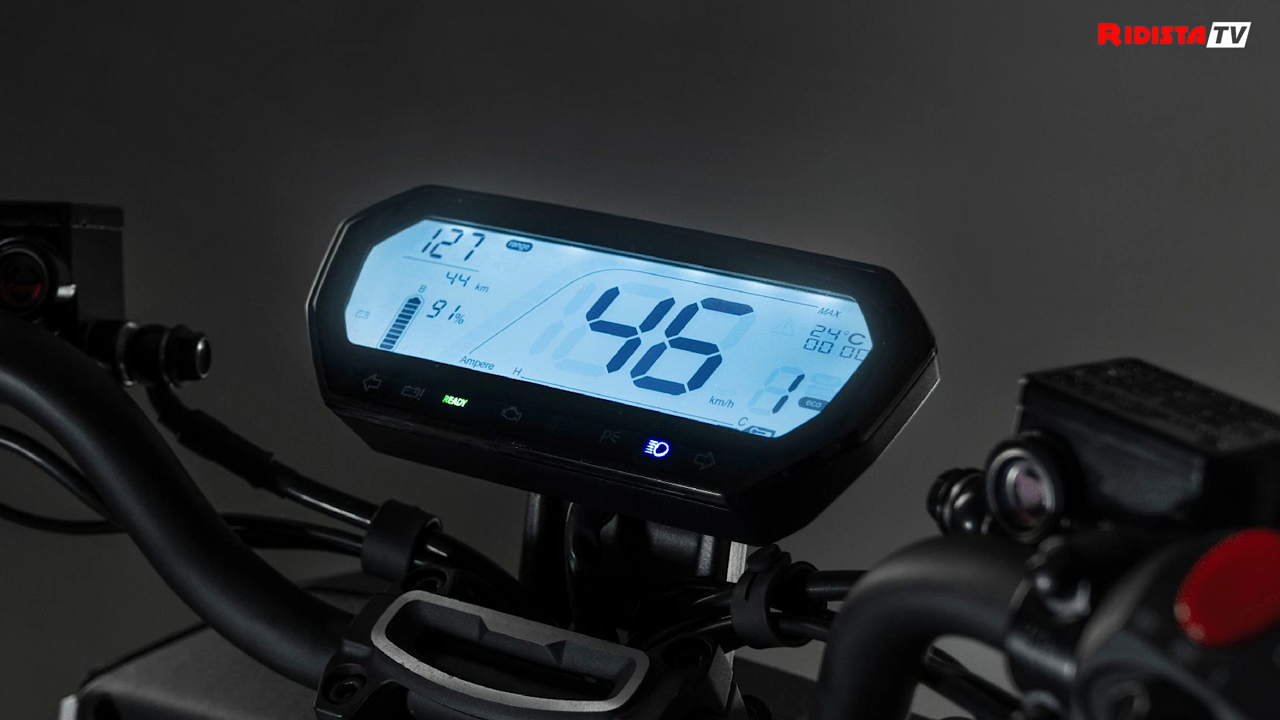 RIDISTA TV
127 range
44 km
B
91%
46
km/h
MAX
24°C
00 00
1 eco
Ampere
H
C
READY
P